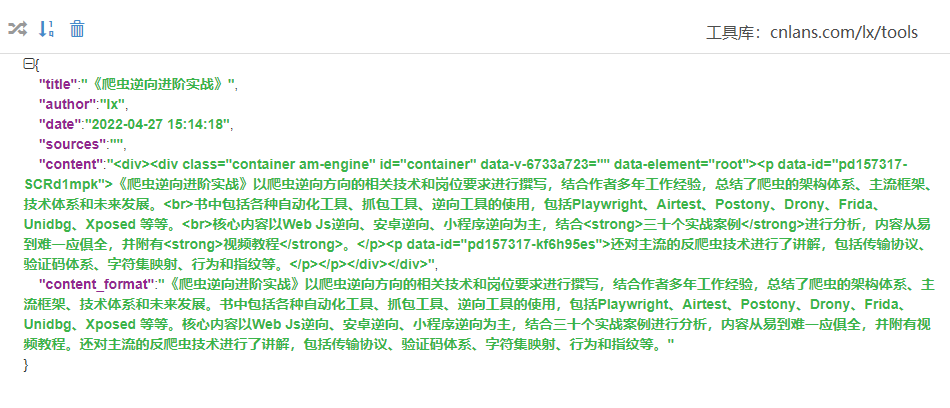 工具库：cnlans.com/lx/tools
{
"title":"《爬虫逆向进阶实战》",
"author":"lx",
"date":"2022-04-27 15:14:18",
"sources":"",
"content":"<div><div class="container am-engine" id="container" data-v-6733a723="" data-element="root"><p data-id="pd157317-
SCRd1mpk">《爬虫逆向进阶实战》以爬虫逆向方向的相关技术和岗位要求进行撰写，结合作者多年工作经验，总结了爬虫的架构体系、主流框架、
技术体系和未来发展。<br>书中包括各种自动化工具、抓包工具、逆向工具的使用，包括Playwright、Airtest、Postony、Drony、Frida、
Unidbg、Xposed 等等。<br>核心内容以Web Js逆向、安卓逆向、小程序逆向为主，结合<strong>三十个实战案例</strong>进行分析，内容从易
到难一应俱全，并附有<strong>视频教程</strong>。</p><p data-id="pd157317-kf6h95es">还对主流的反爬虫技术进行了讲解，包括传输协议、
验证码体系、字符集映射、行为和指纹等。</p></p></div></div>",
"content_format":"《爬虫逆向进阶实战》以爬虫逆向方向的相关技术和岗位要求进行撰写，结合作者多年工作经验，总结了爬虫的架构体系、主
流框架、技术体系和未来发展。书中包括各种自动化工具、抓包工具、逆向工具的使用，包括Playwright、Airtest、Postony、Drony、Frida、
Unidbg、Xposed 等等。核心内容以Web Js逆向、安卓逆向、小程序逆向为主，结合三十个实战案例进行分析，内容从易到难一应俱全，并附有视
频教程。还对主流的反爬虫技术进行了讲解，包括传输协议、验证码体系、字符集映射、行为和指纹等。"
}